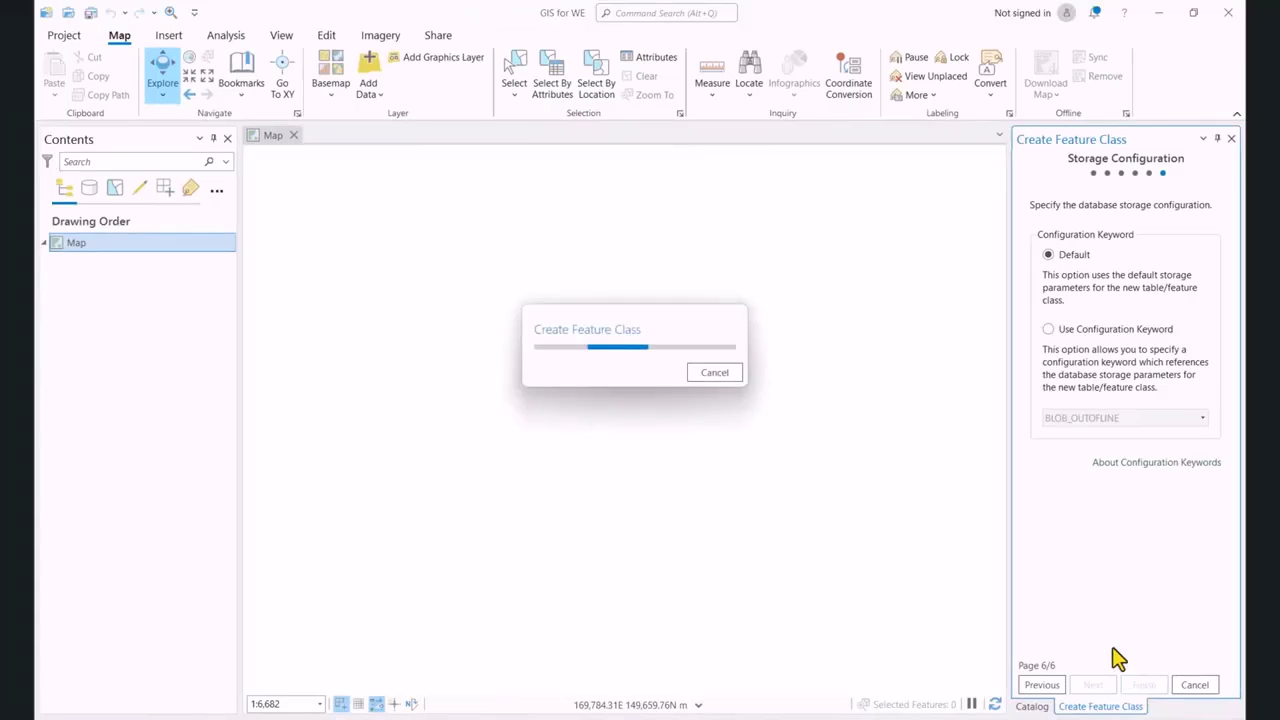 GIS for WE
Command Search (Alt+Q)
Not signed in
Project
Map
Insert
Analysis
View
Edit
Imagery
Share
Paste
Cut
Copy
Copy Path
Clipboard
Explore
Bookmarks
Go To XY
Navigate
Basemap
Add Data
Add Graphics Layer
Layer
Select
Select By Attributes
Select By Location
Attributes
Clear
Zoom To
Selection
Measure
Locate
Infographics
Coordinate Conversion
Inquiry
Pause
Lock
View Unplaced
More
Convert
Labeling
Download Map
Sync
Remove
Offline
Contents
Search
Drawing Order
Map
Map
Create Feature Class
Cancel
1:6,682
169,784.31E 149,659.76N m
Selected Features: 0
Create Feature Class
Storage Configuration
Specify the database storage configuration.
Configuration Keyword
Default
This option uses the default storage
parameters for the new table/feature
class.
Use Configuration Keyword
This option allows you to specify a
configuration keyword which references
the database storage parameters for
the new table/feature class.
BLOB_OUTOFLINE
About Configuration Keywords
Page 6/6
Previous
Next
Finish
Cancel
Catalog
Create Feature Class